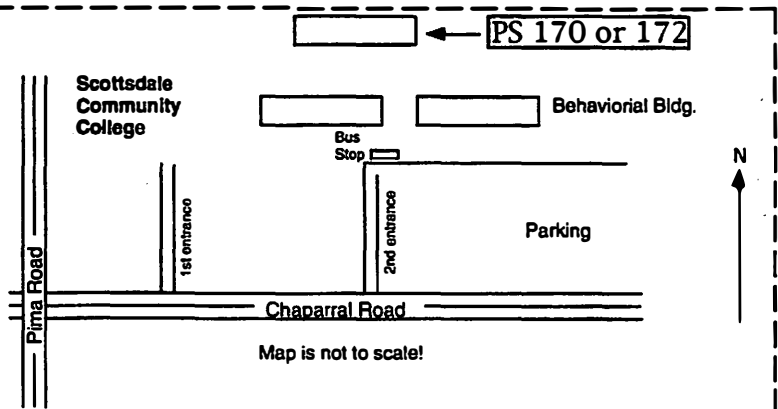 PS 170 or 172
Scottsdale
Community
College
Behaviorial Bldg.
Bus
Stop
N
1st entrance
2nd entrance
Parking
Pima Road
Chaparral Road
Map is not to scale!